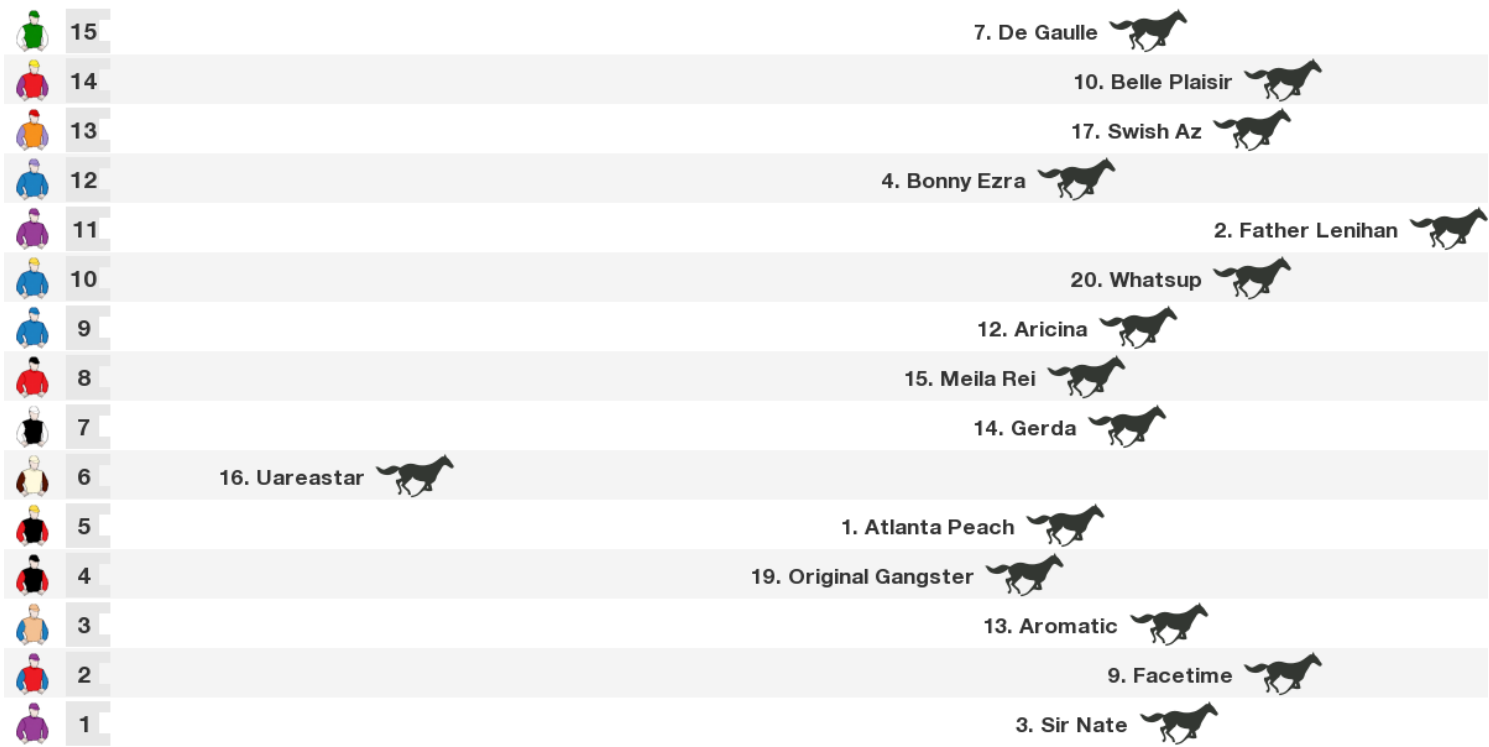 15 7. De Gaulle
14 10. Belle Plaisir
13 17. Swish Az
12 4. Bonny Ezra
11 2. Father Lenihan
10 20. Whatsup
9 12. Aricina
8 15. Meila Rei
7 14. Gerda
6 16. Uareastar
5 1. Atlanta Peach
4 19. Original Gangster
3 13. Aromatic
2 9. Facetime
1 3. Sir Nate